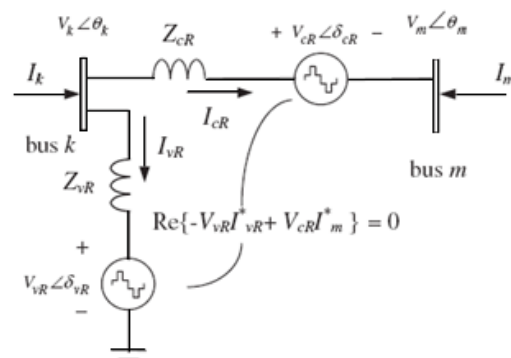 V_k∠θ_k
Z_cR
+ V_cR∠δ_cR −
V_m∠θ_m
I_k
I_cR
I_m
bus k
I_vR
bus m
Z_vR
Re{-V_vR I*_vR + V_cR I*_m } = 0
+
V_vR∠δ_vR
−